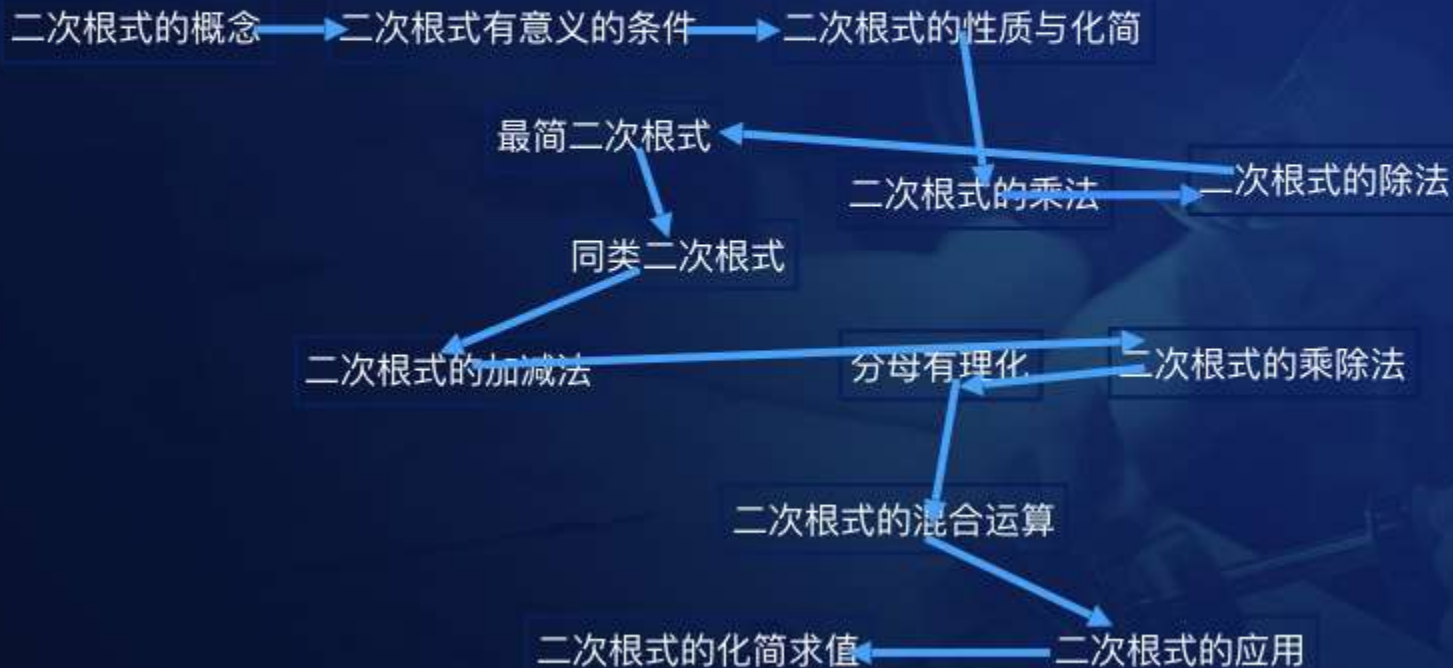 二次根式的概念
二次根式有意义的条件
二次根式的性质与化简
最简二次根式
二次根式的乘法
二次根式的除法
同类二次根式
二次根式的加减法
分母有理化
二次根式的乘除法
二次根式的混合运算
二次根式的化简求值
二次根式的应用